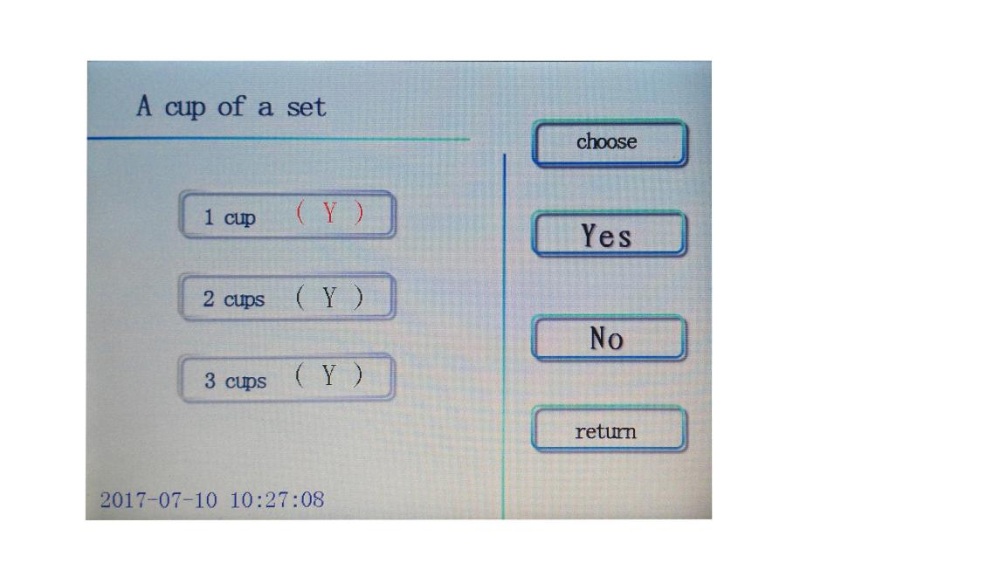 A cup of a set
1 cup ( Y )
2 cups ( Y )
3 cups ( Y )
2017-07-10 10:27:08
choose
Yes
No
return